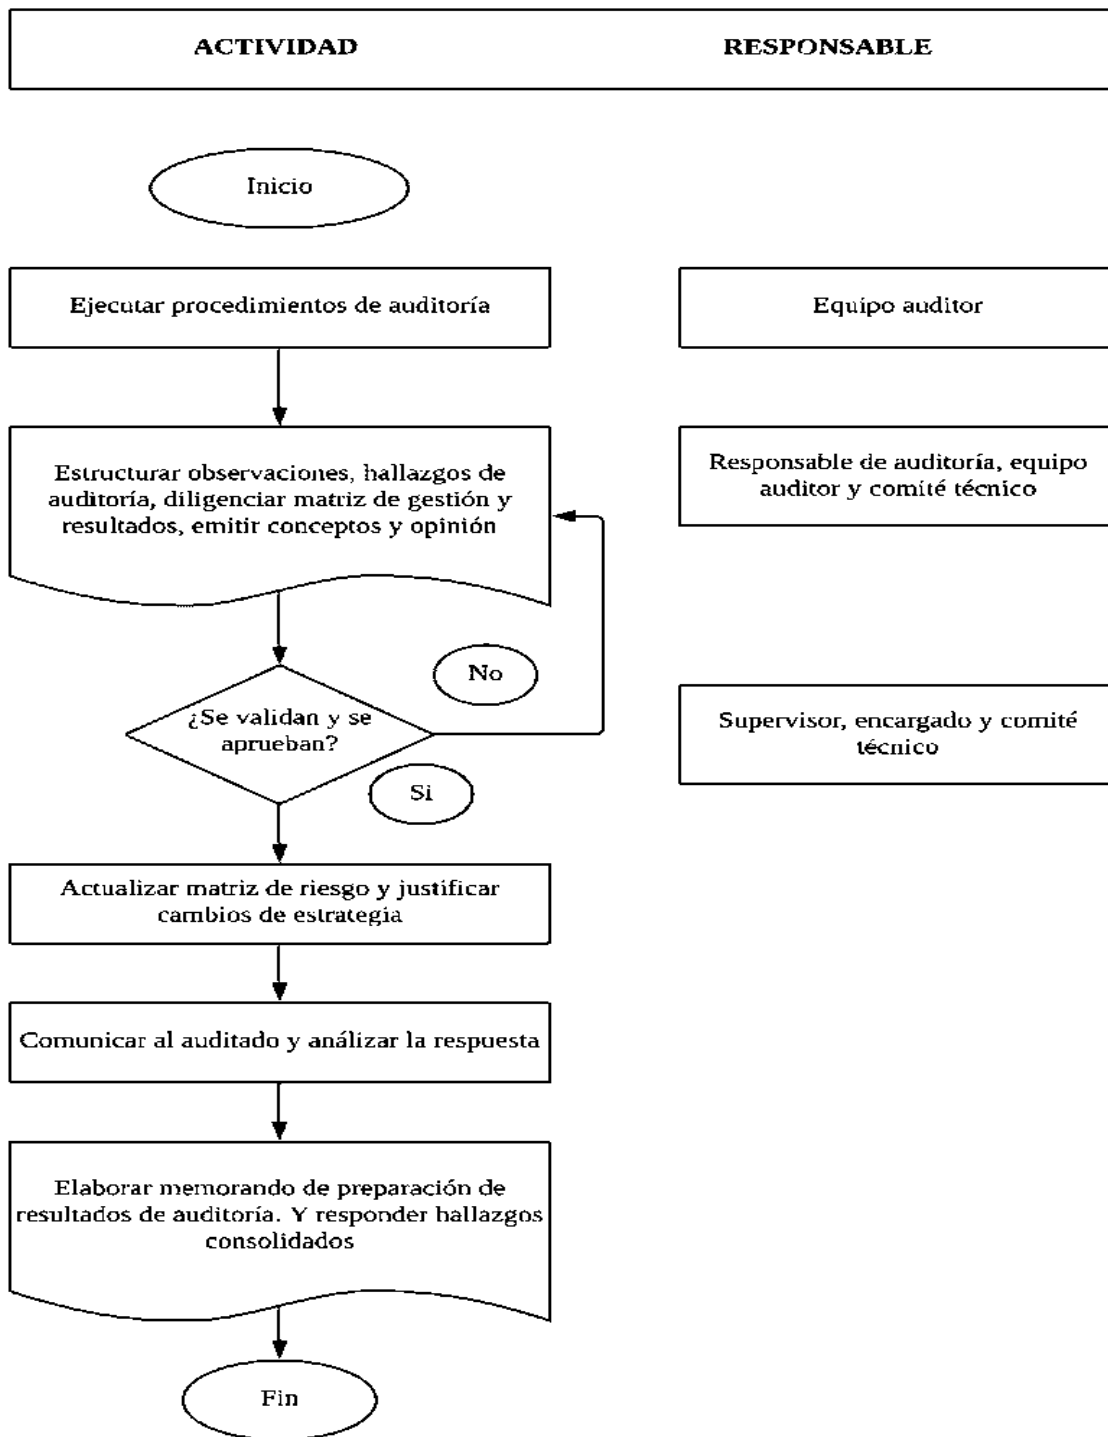 ACTIVIDAD
RESPONSABLE
Inicio
Ejecutar procedimientos de auditoría
Equipo auditor
Estructurar observaciones, hallazgos de
auditoría, diligenciar matriz de gestión y
resultados, emitir conceptos y opinión
Responsable de auditoría, equipo
auditor y comité técnico
No
¿Se validan y se
aprueban?
Supervisor, encargado y comité
técnico
Si
Actualizar matriz de riesgo y justificar
cambios de estrategia
Comunicar al auditado y análizar la respuesta
Elaborar memorando de preparación de
resultados de auditoría. Y responder hallazgos
consolidados
Fin